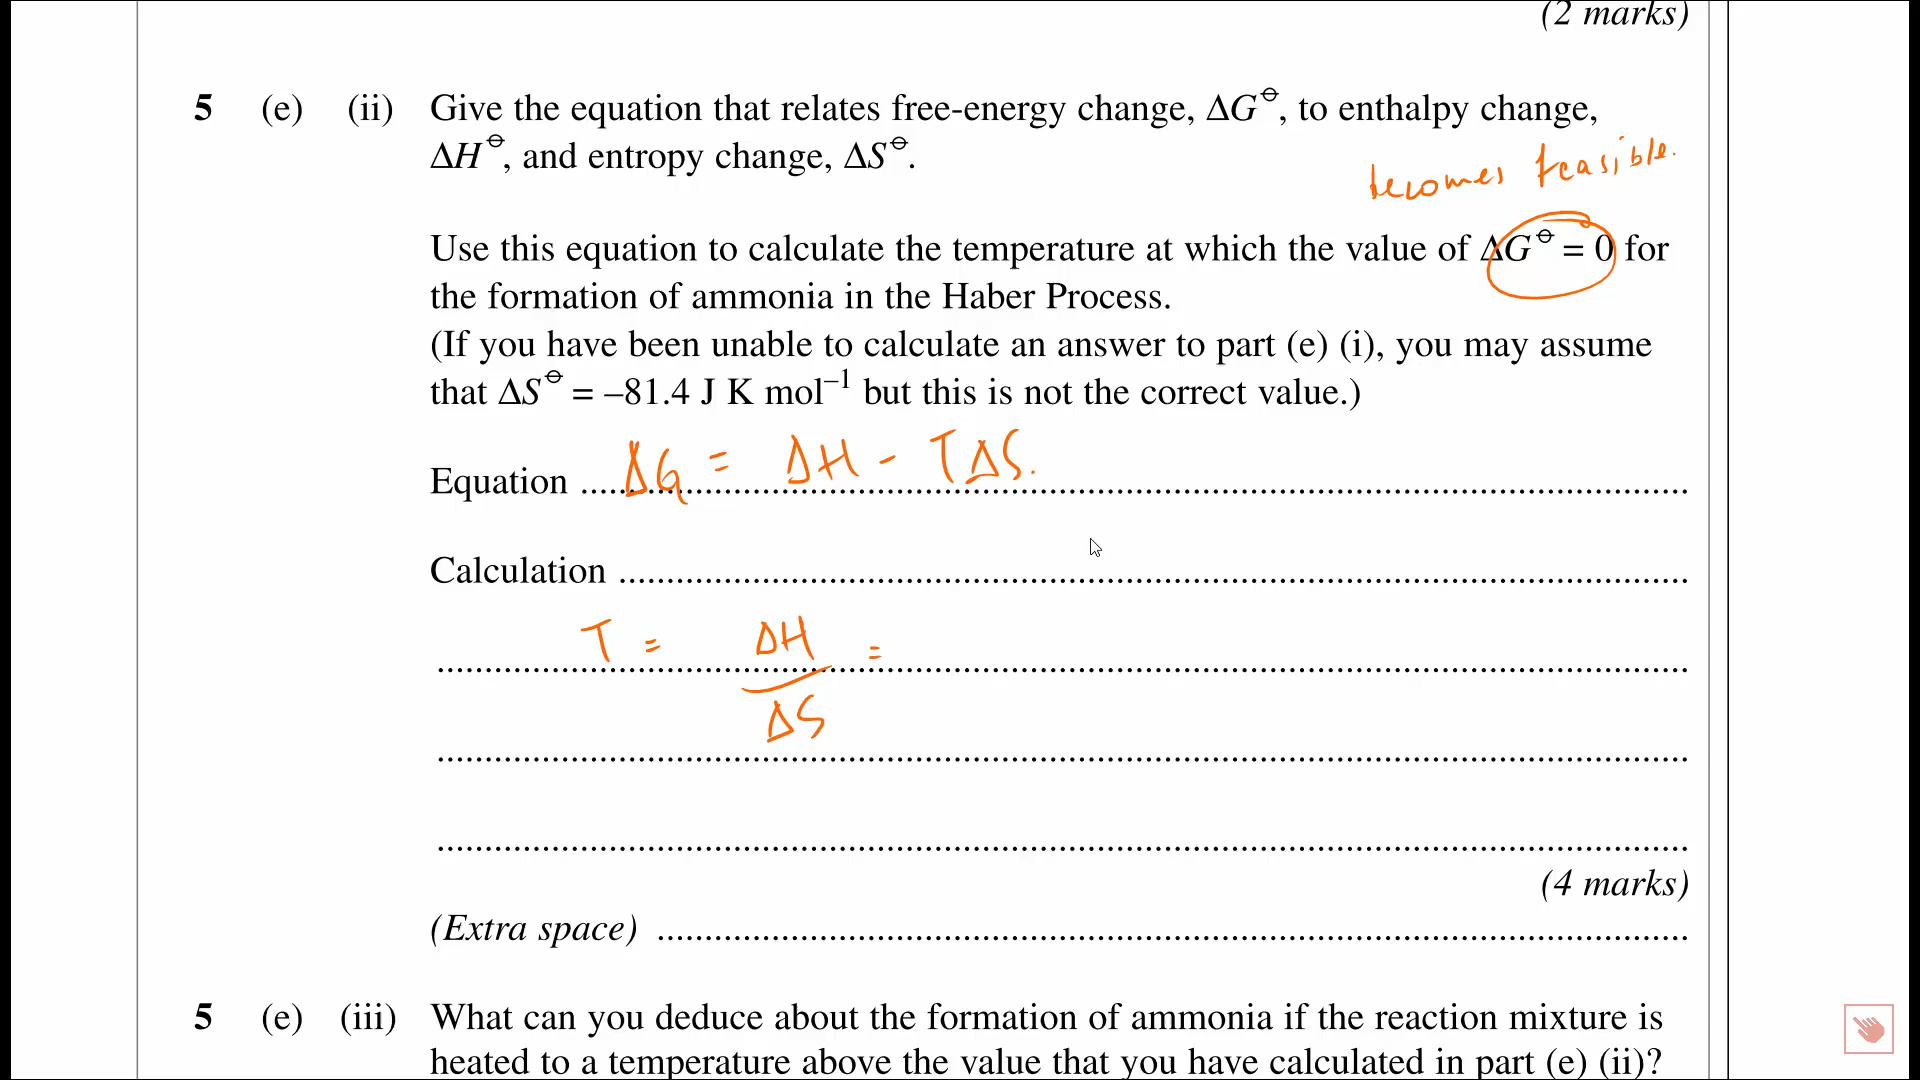 (2 marks)
5 (e) (ii) Give the equation that relates free-energy change, ΔG⦵, to enthalpy change,
ΔH⦵, and entropy change, ΔS⦵.
becomes feasible.
Use this equation to calculate the temperature at which the value of ΔG⦵ = 0 for
the formation of ammonia in the Haber Process.
(If you have been unable to calculate an answer to part (e) (i), you may assume
that ΔS⦵ = –81.4 J K mol⁻¹ but this is not the correct value.)
Equation ΔG = ΔH - TΔS.
Calculation
T = ΔH =
ΔS
(4 marks)
(Extra space)
5 (e) (iii) What can you deduce about the formation of ammonia if the reaction mixture is
heated to a temperature above the value that you have calculated in part (e) (ii)?